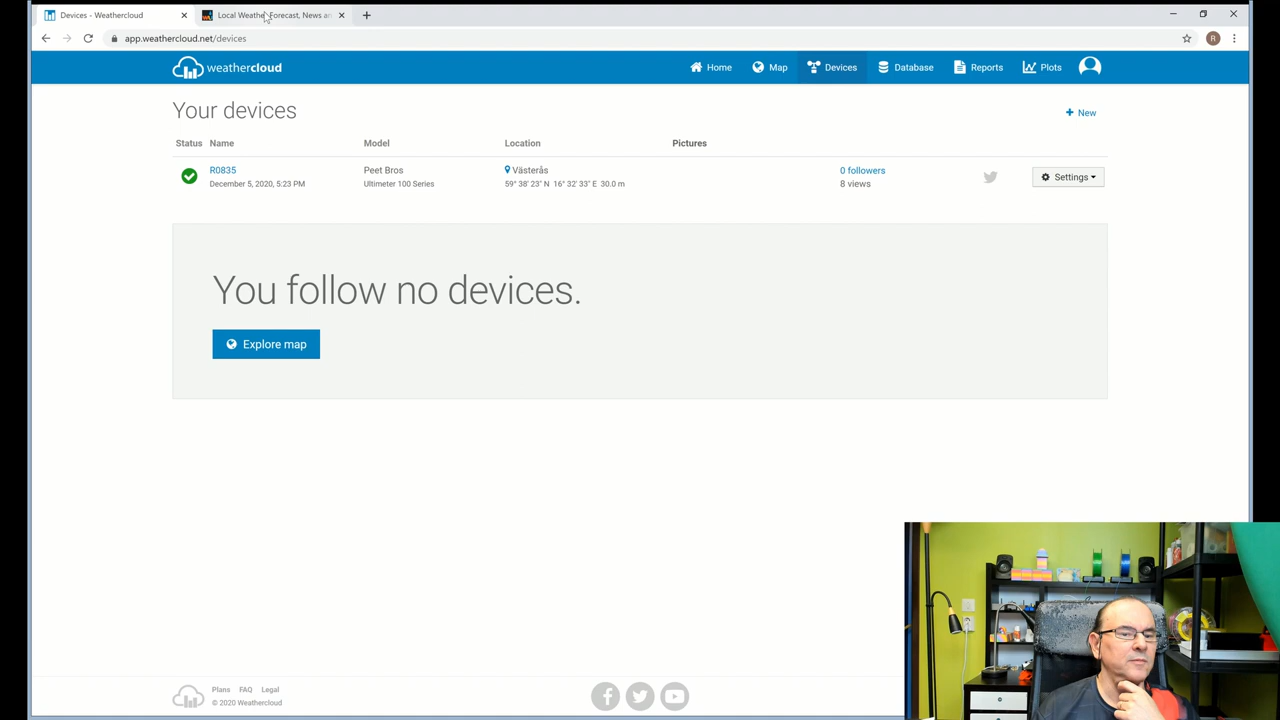 Devices - Weathercloud
Local Weather Forecast, News an
app.weathercloud.net/devices
R
weathercloud
Home
Map
Devices
Database
Reports
Plots
Your devices
+ New
Status Name Model Location Pictures
R0835 Peet Bros Västerås 0 followers
December 5, 2020, 5:23 PM Ultimeter 100 Series 59° 38' 23" N 16° 32' 33" E 30.0 m 8 views
Settings
You follow no devices.
Explore map
Plans FAQ Legal
© 2020 Weathercloud